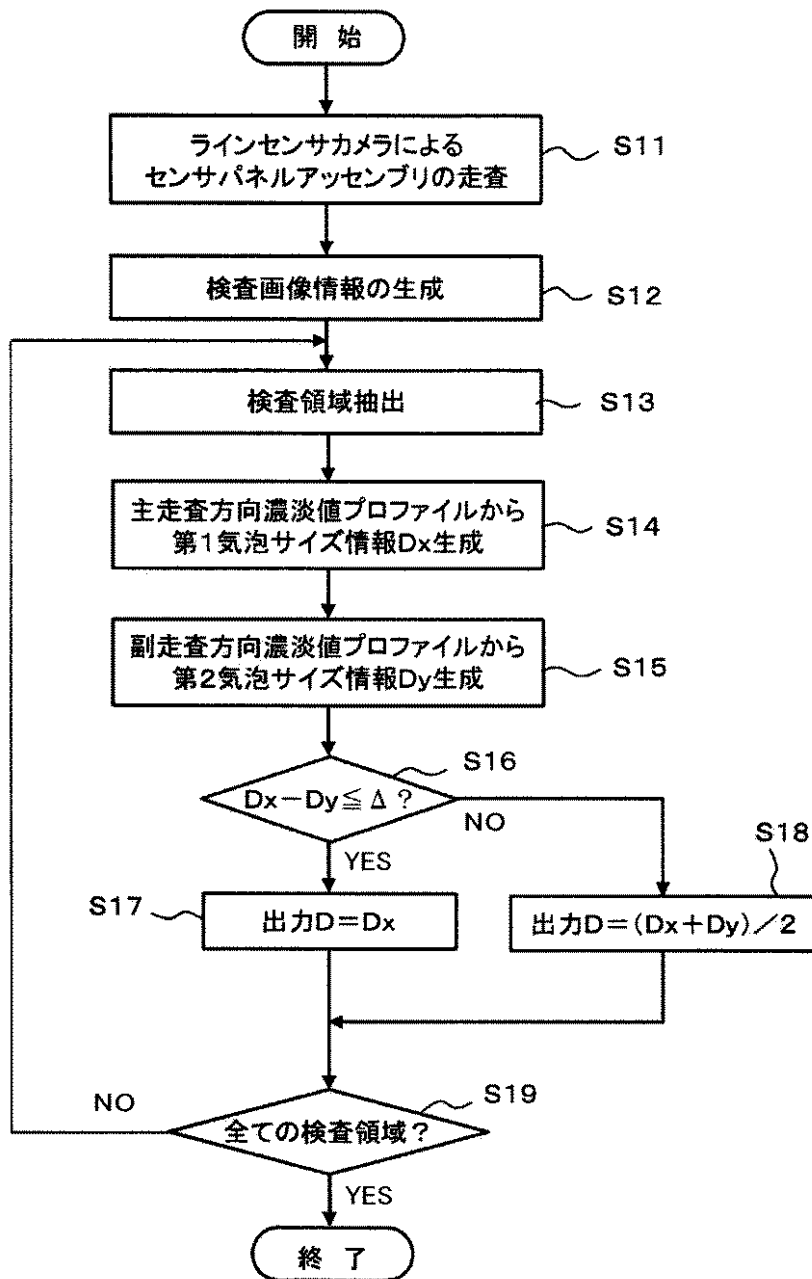 開 始
ラインセンサカメラによる
センサパネルアッセンブリの走査
S11
検査画像情報の生成
S12
検査領域抽出
S13
主走査方向濃淡値プロファイルから
第1気泡サイズ情報Dx生成
S14
副走査方向濃淡値プロファイルから
第2気泡サイズ情報Dy生成
S15
S16
Dx−Dy≦Δ?
NO
YES
S17
出力D=Dx
S18
出力D=(Dx+Dy)/2
NO
S19
全ての検査領域?
YES
終 了